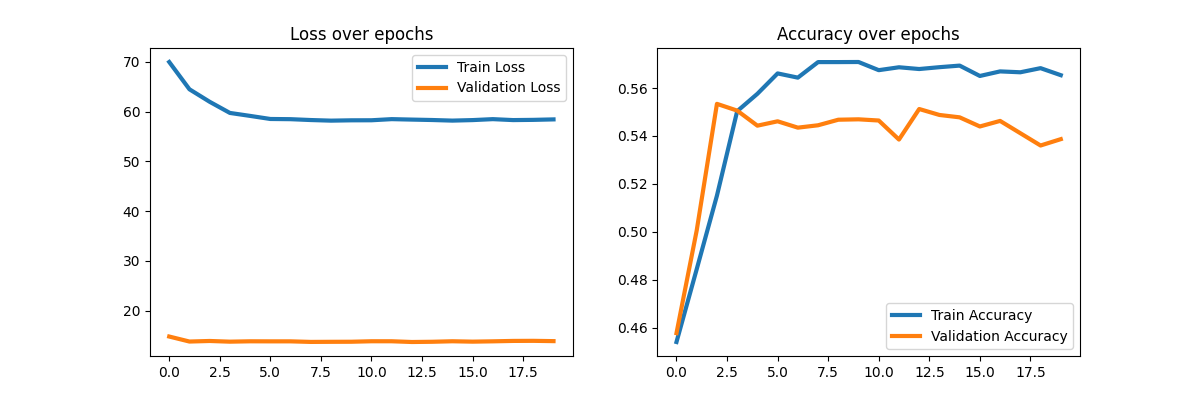 Loss over epochs
70
60
50
40
30
20
0.0 2.5 5.0 7.5 10.0 12.5 15.0 17.5
Train Loss
Validation Loss
Accuracy over epochs
0.56
0.54
0.52
0.50
0.48
0.46
0.0 2.5 5.0 7.5 10.0 12.5 15.0 17.5
Train Accuracy
Validation Accuracy